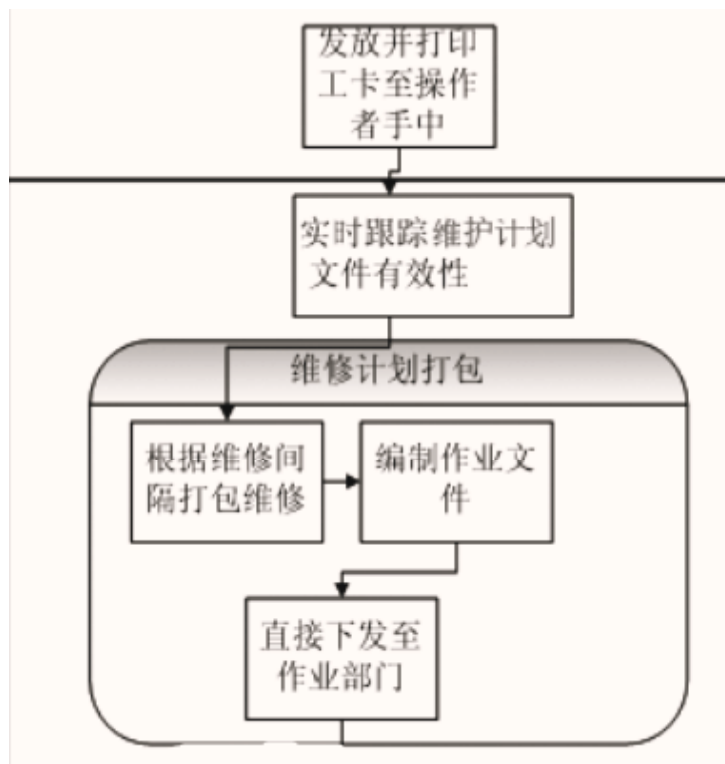 发放并打印
工卡至操作
者手中
实时跟踪维护计划
文件有效性
维修计划打包
根据维修间
隔打包维修
编制作业文
件
直接下发至
作业部门